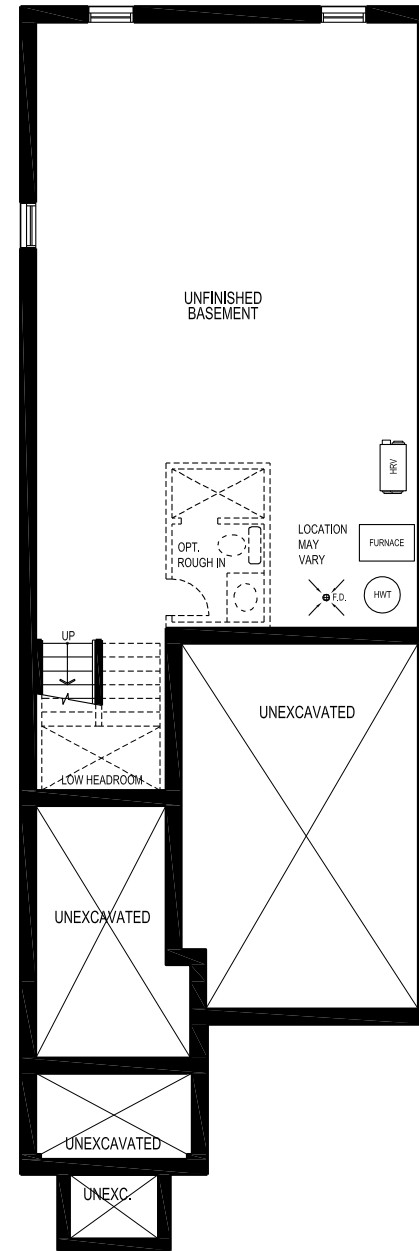 UNFINISHED
BASEMENT
HRV
LOCATION
MAY
VARY
FURNACE
OPT.
ROUGH IN
F.D.
HWT
UP
UNEXCAVATED
LOW HEADROOM
UNEXCAVATED
UNEXCAVATED
UNEXC.